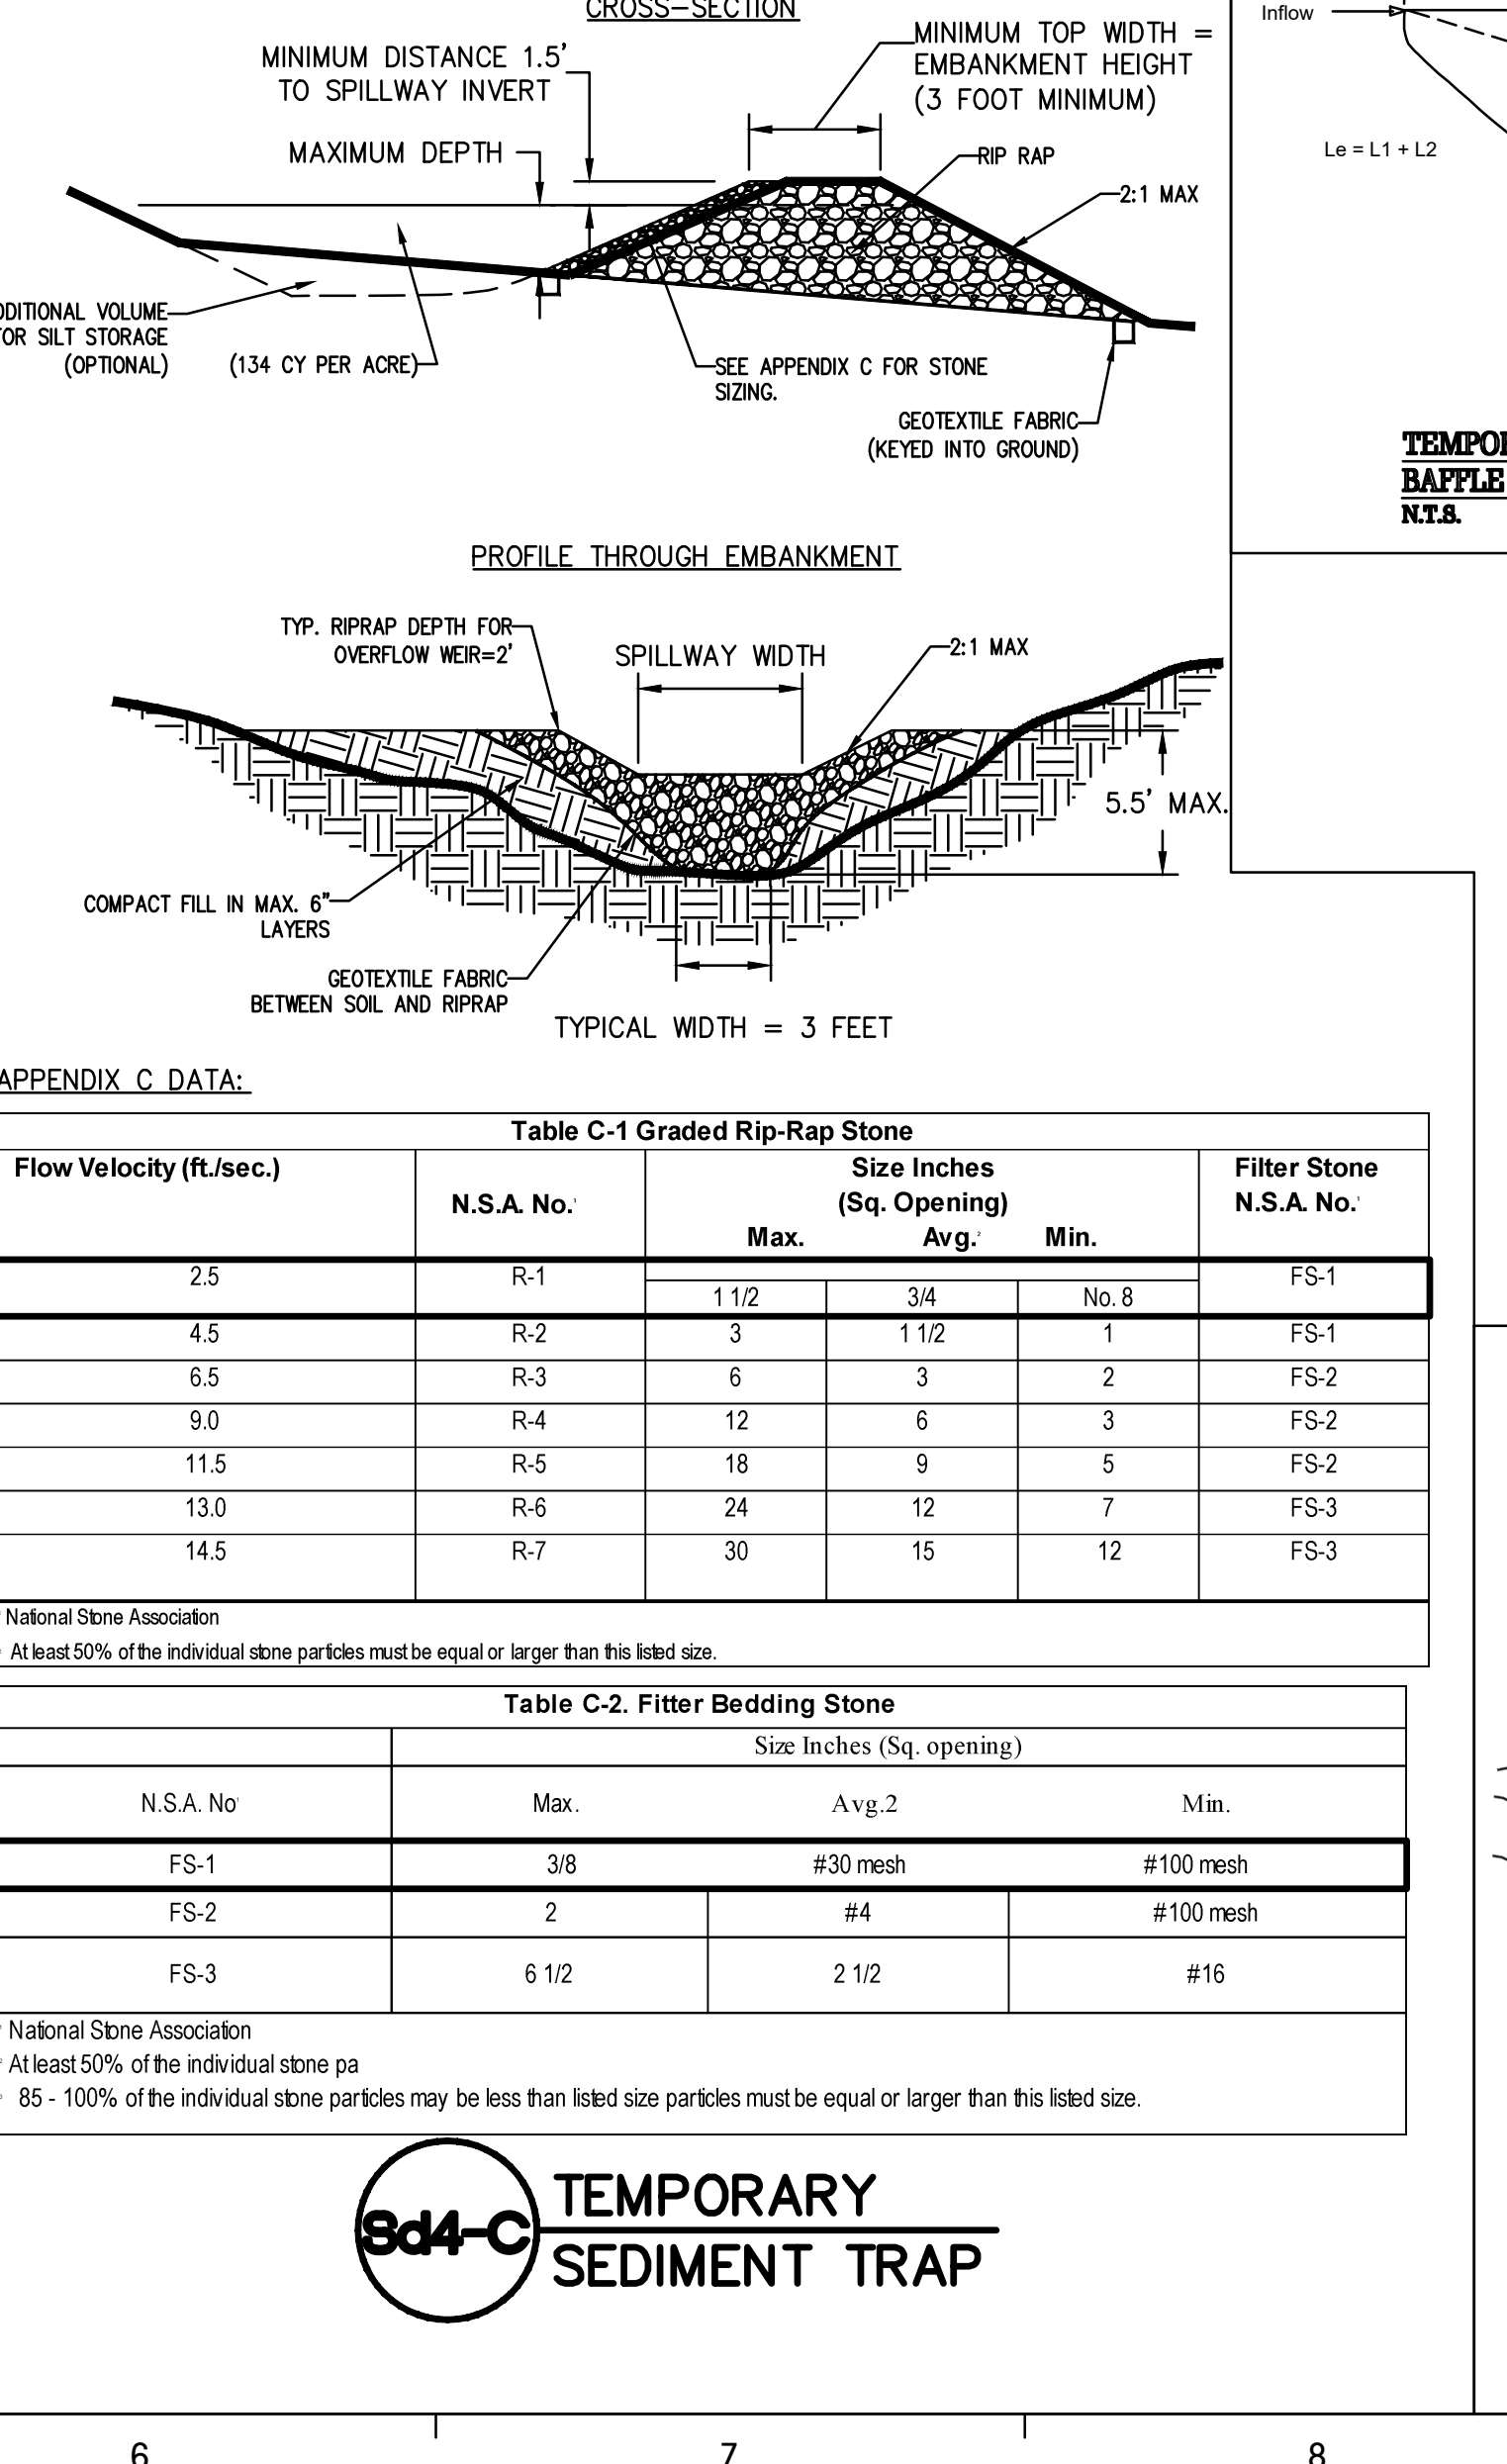 CROSS-SECTION
MINIMUM DISTANCE 1.5'
TO SPILLWAY INVERT
MAXIMUM DEPTH
MINIMUM TOP WIDTH =
EMBANKMENT HEIGHT
(3 FOOT MINIMUM)
RIP RAP
2:1 MAX
VOLUME
SILT STORAGE
(OPTIONAL)
(134 CY PER ACRE)
SEE APPENDIX C FOR STONE
SIZING.
GEOTEXTILE FABRIC
(KEYED INTO GROUND)
Inflow
Le = L1 + L2
BAFFLE
N.T.S.
PROFILE THROUGH EMBANKMENT
TYP. RIPRAP DEPTH FOR
OVERFLOW WEIR=2'
SPILLWAY WIDTH
2:1 MAX
5.5' MAX.
COMPACT FILL IN MAX. 6"
LAYERS
GEOTEXTILE FABRIC
BETWEEN SOIL AND RIPRAP
TYPICAL WIDTH = 3 FEET
APPENDIX C DATA:
Table C-1 Graded Rip-Rap Stone
Flow Velocity (ft./sec.)
N.S.A. No.¹
Size Inches
(Sq. Opening)
Max. Avg.² Min.
Filter Stone
N.S.A. No.¹
2.5 R-1 1 1/2 3/4 No. 8 FS-1
4.5 R-2 3 1 1/2 1 FS-1
6.5 R-3 6 3 2 FS-2
9.0 R-4 12 6 3 FS-2
11.5 R-5 18 9 5 FS-2
13.0 R-6 24 12 7 FS-3
14.5 R-7 30 15 12 FS-3
National Stone Association
At least 50% of the individual stone particles must be equal or larger than this listed size.
Table C-2. Fitter Bedding Stone
Size Inches (Sq. opening)
N.S.A. No¹ Max. Avg.2 Min.
FS-1 3/8 #30 mesh #100 mesh
FS-2 2 #4 #100 mesh
FS-3 6 1/2 2 1/2 #16
National Stone Association
At least 50% of the individual stone pa
85 - 100% of the individual stone particles may be less than listed size particles must be equal or larger than this listed size.
Sd4-C
TEMPORARY
SEDIMENT TRAP
6 7 8